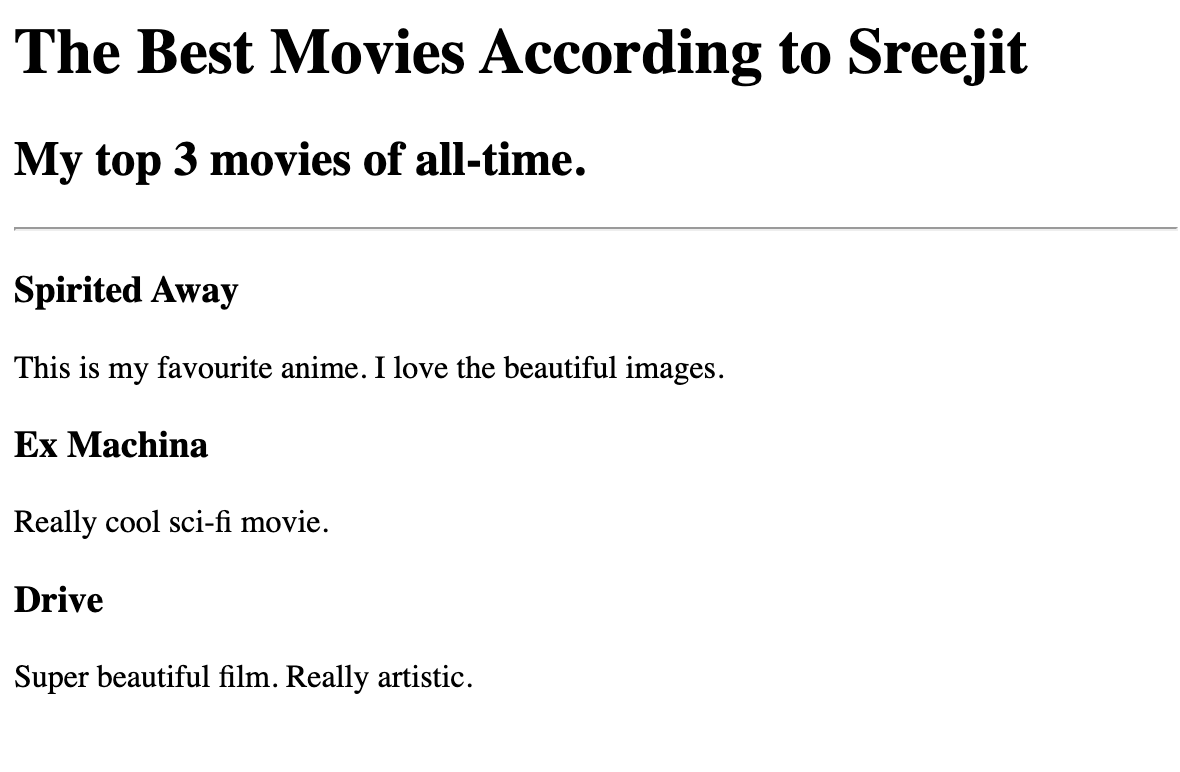 The Best Movies According to Sreejit
My top 3 movies of all-time.
Spirited Away
This is my favourite anime. I love the beautiful images.
Ex Machina
Really cool sci-fi movie.
Drive
Super beautiful film. Really artistic.